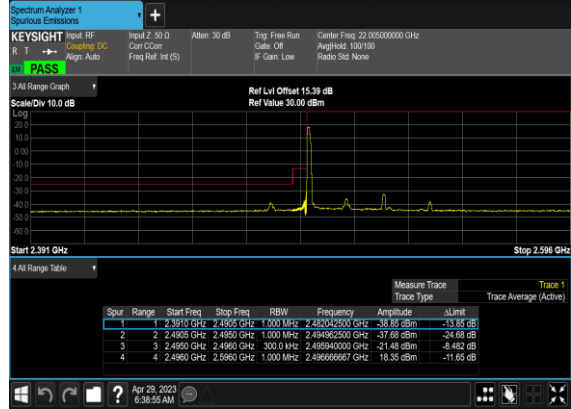 Spectrum Analyzer 1
Spurious Emissions
+
KEYSIGHT Input: RF Input Z: 50 Ω Atten: 30 dB Trig: Free Run Center Freq: 22.005000000 GHz
R T Coupling: DC Corr CCorr Gate: Off Avg|Hold: 100/100
Align: Auto Freq Ref: Int (S) IF Gain: Low Radio Std: None
LW PASS
3 All Range Graph
Ref Lvl Offset 15.39 dB
Scale/Div 10.0 dB Ref Value 30.00 dBm
Log
20.0
10.0
0.00
-10.0
-20.0
-30.0
-40.0
-50.0
-60.0
Start 2.391 GHz Stop 2.596 GHz
4 All Range Table
Measure Trace Trace 1
Trace Type Trace Average (Active)
Spur Range Start Freq Stop Freq RBW Frequency Amplitude ΔLimit
1 1 2.3910 GHz 2.4905 GHz 1.000 MHz 2.482042500 GHz -38.85 dBm -13.85 dB
2 2 2.4905 GHz 2.4950 GHz 1.000 MHz 2.494962500 GHz -37.68 dBm -24.68 dB
3 3 2.4950 GHz 2.4960 GHz 300.0 kHz 2.495940000 GHz -21.48 dBm -8.482 dB
4 4 2.4960 GHz 2.5960 GHz 1.000 MHz 2.496666667 GHz 18.35 dBm -11.65 dB
? Apr 29, 2023
6:38:55 AM